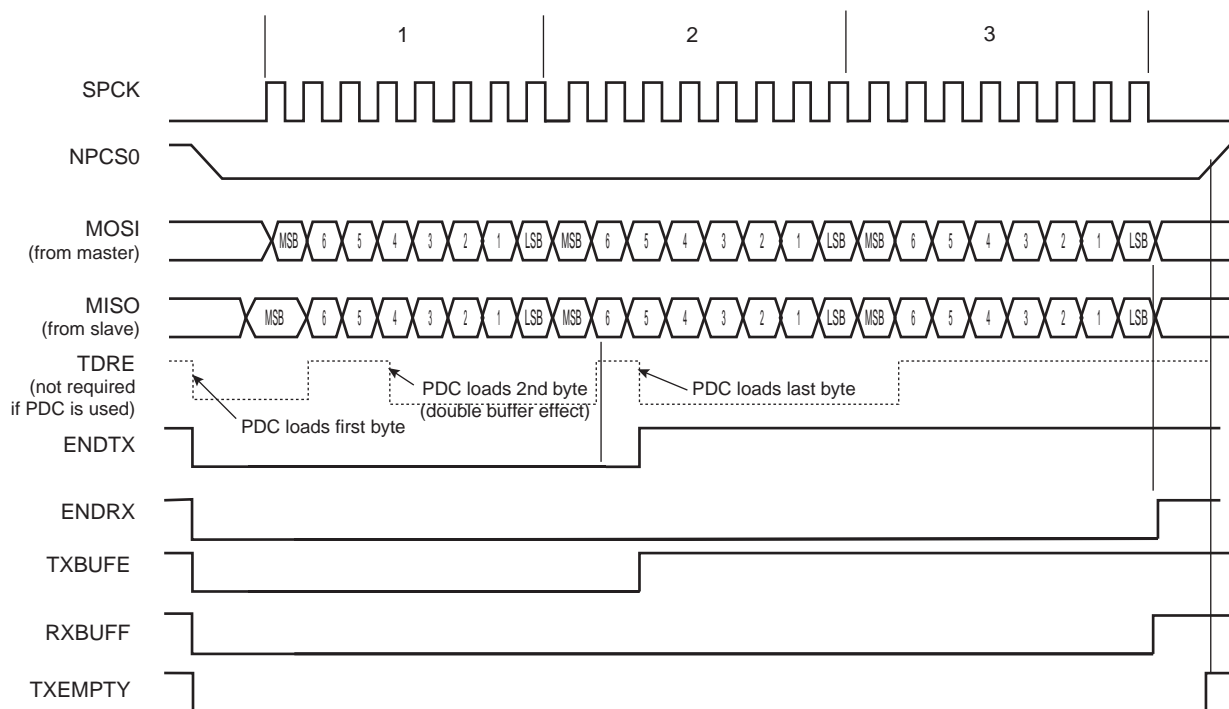 1 2 3
SPCK
NPCS0
MOSI
(from master)
MSB 6 5 4 3 2 1 LSB MSB 6 5 4 3 2 1 LSB MSB 6 5 4 3 2 1 LSB
MISO
(from slave)
MSB 6 5 4 3 2 1 LSB MSB 6 5 4 3 2 1 LSB MSB 6 5 4 3 2 1 LSB
TDRE
(not required
if PDC is used)
PDC loads first byte
PDC loads 2nd byte
(double buffer effect)
PDC loads last byte
ENDTX
ENDRX
TXBUFE
RXBUFF
TXEMPTY